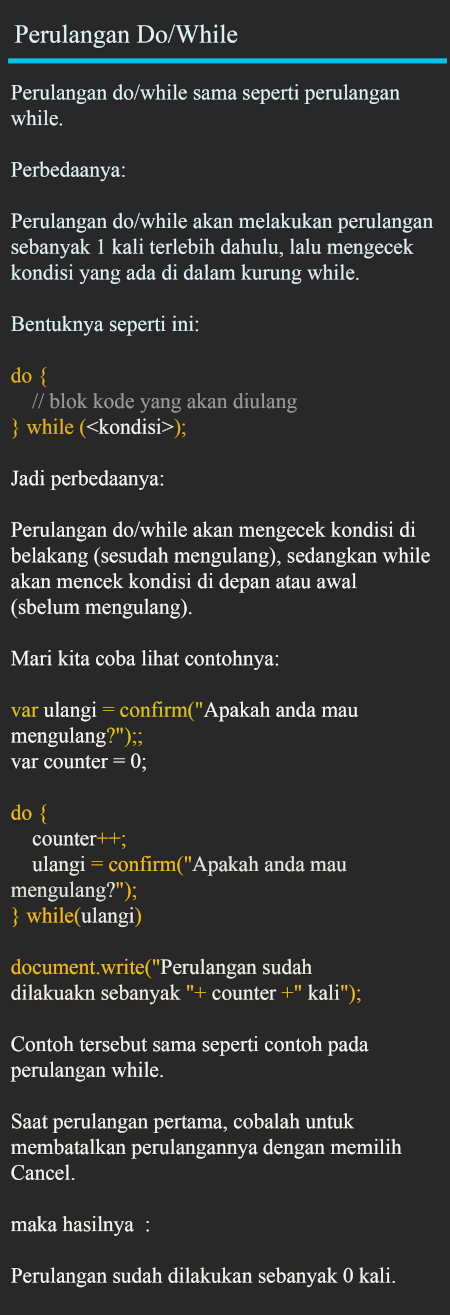 Perulangan Do/While
Perulangan do/while sama seperti perulangan
while.
Perbedaanya:
Perulangan do/while akan melakukan perulangan
sebanyak 1 kali terlebih dahulu, lalu mengecek
kondisi yang ada di dalam kurung while.
Bentuknya seperti ini:
do {
// blok kode yang akan diulang
} while (<kondisi>);
Jadi perbedaanya:
Perulangan do/while akan mengecek kondisi di
belakang (sesudah mengulang), sedangkan while
akan mencek kondisi di depan atau awal
(sbelum mengulang).
Mari kita coba lihat contohnya:
var ulangi = confirm("Apakah anda mau
mengulang?");;
var counter = 0;
do {
counter++;
ulangi = confirm("Apakah anda mau
mengulang?");
} while(ulangi)
document.write("Perulangan sudah
dilakuakn sebanyak "+ counter +" kali");
Contoh tersebut sama seperti contoh pada
perulangan while.
Saat perulangan pertama, cobalah untuk
membatalkan perulangannya dengan memilih
Cancel.
maka hasilnya  :
Perulangan sudah dilakukan sebanyak 0 kali.